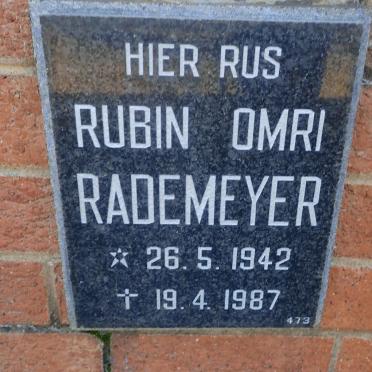 HIER RUS
RUBIN OMRI
RADEMEYER
☆ 26.5.1942
✝ 19.4.1987
473